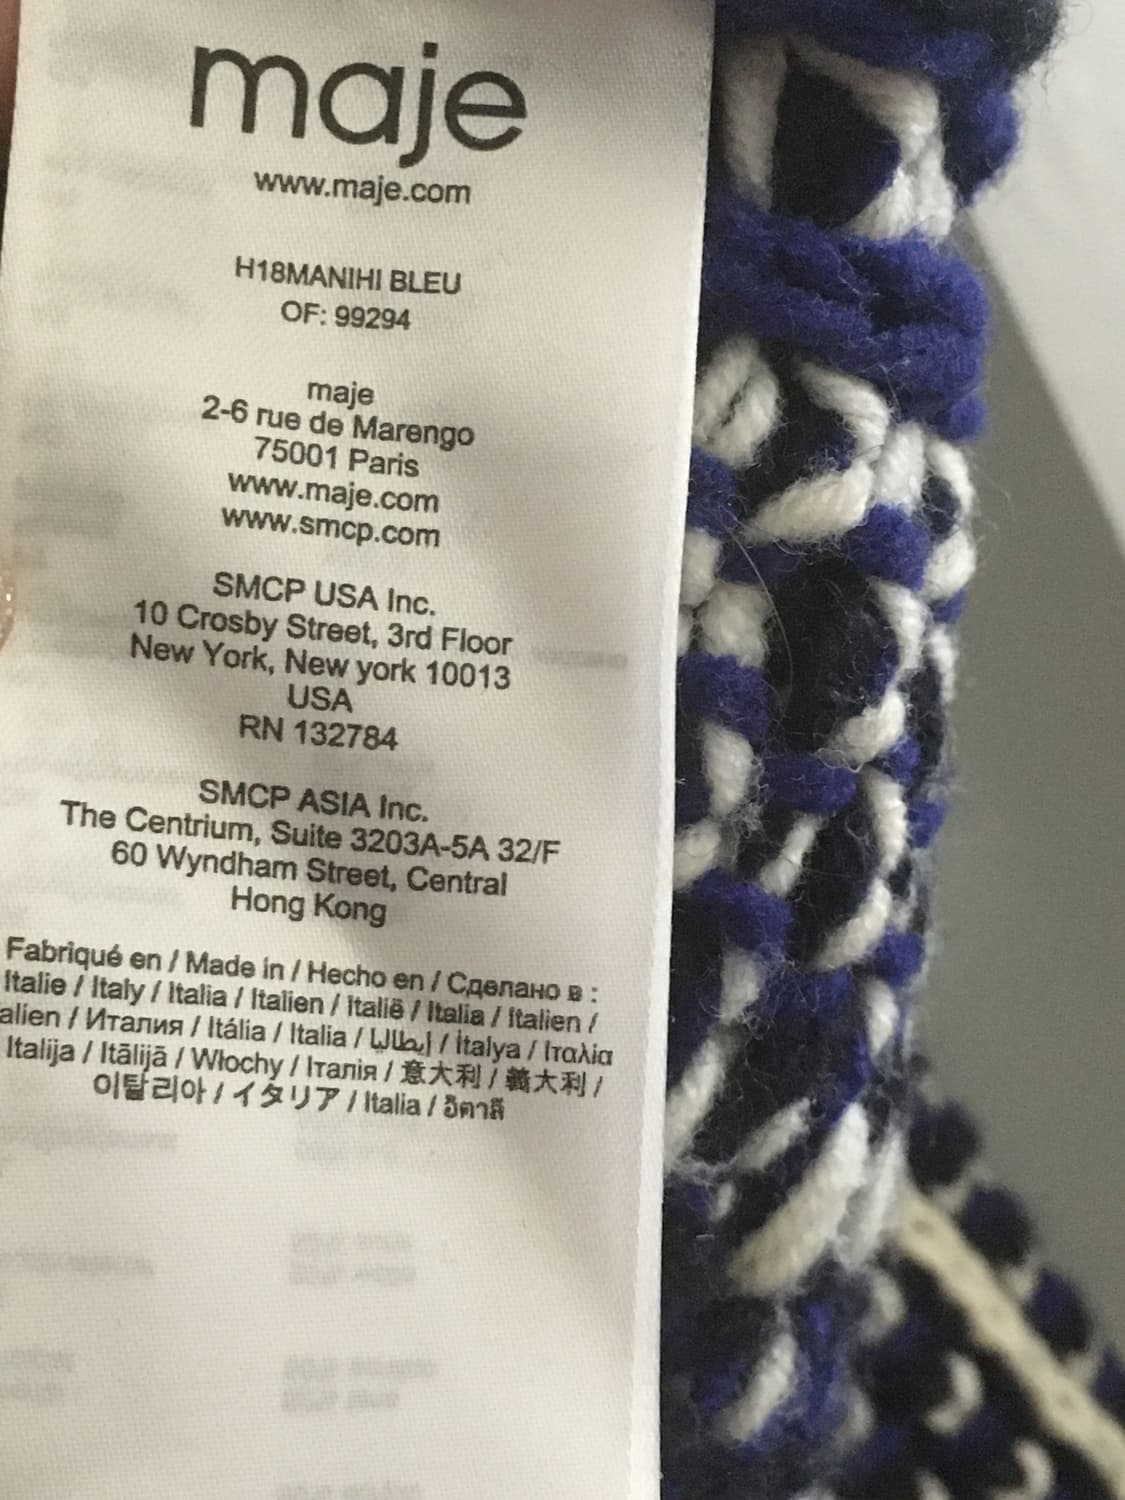 maje
www.maje.com
H18MANIHI BLEU
OF: 99294
maje
2-6 rue de Marengo
75001 Paris
www.maje.com
www.smcp.com
SMCP USA Inc.
10 Crosby Street, 3rd Floor
New York, New york 10013
USA
RN 132784
SMCP ASIA Inc.
The Centrium, Suite 3203A-5A 32/F
60 Wyndham Street, Central
Hong Kong
Fabriqué en / Made in / Hecho en / Сделано в :
Italie / Italy / Italia / Italien / Italië / Italia / Italien /
alien / Италия / Itália / Italia / إيطاليا / İtalya / Ιταλία
Italija / Itālijā / Włochy / Італія / 意大利 / 義大利 /
이탈리아 / イタリア / Italia / อิตาลี